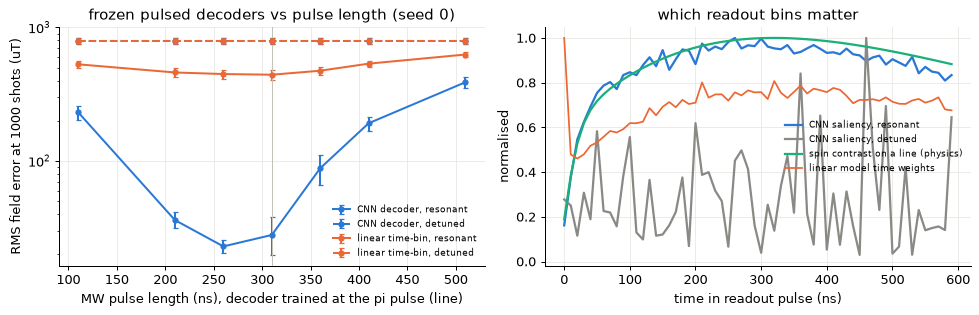 frozen pulsed decoders vs pulse length (seed 0)
RMS field error at 1000 shots (uT)
10³
10²
CNN decoder, resonant
CNN decoder, detuned
linear time-bin, resonant
linear time-bin, detuned
100 150 200 250 300 350 400 450 500
MW pulse length (ns), decoder trained at the pi pulse (line)
which readout bins matter
normalised
1.0
0.8
0.6
0.4
0.2
0.0
CNN saliency, resonant
CNN saliency, detuned
spin contrast on a line (physics)
linear model time weights
0 100 200 300 400 500 600
time in readout pulse (ns)